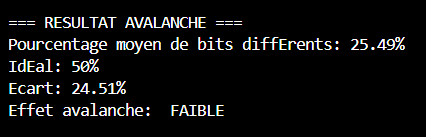 === RESULTAT AVALANCHE ===
Pourcentage moyen de bits diffErents: 25.49%
IdEal: 50%
Ecart: 24.51%
Effet avalanche:  FAIBLE